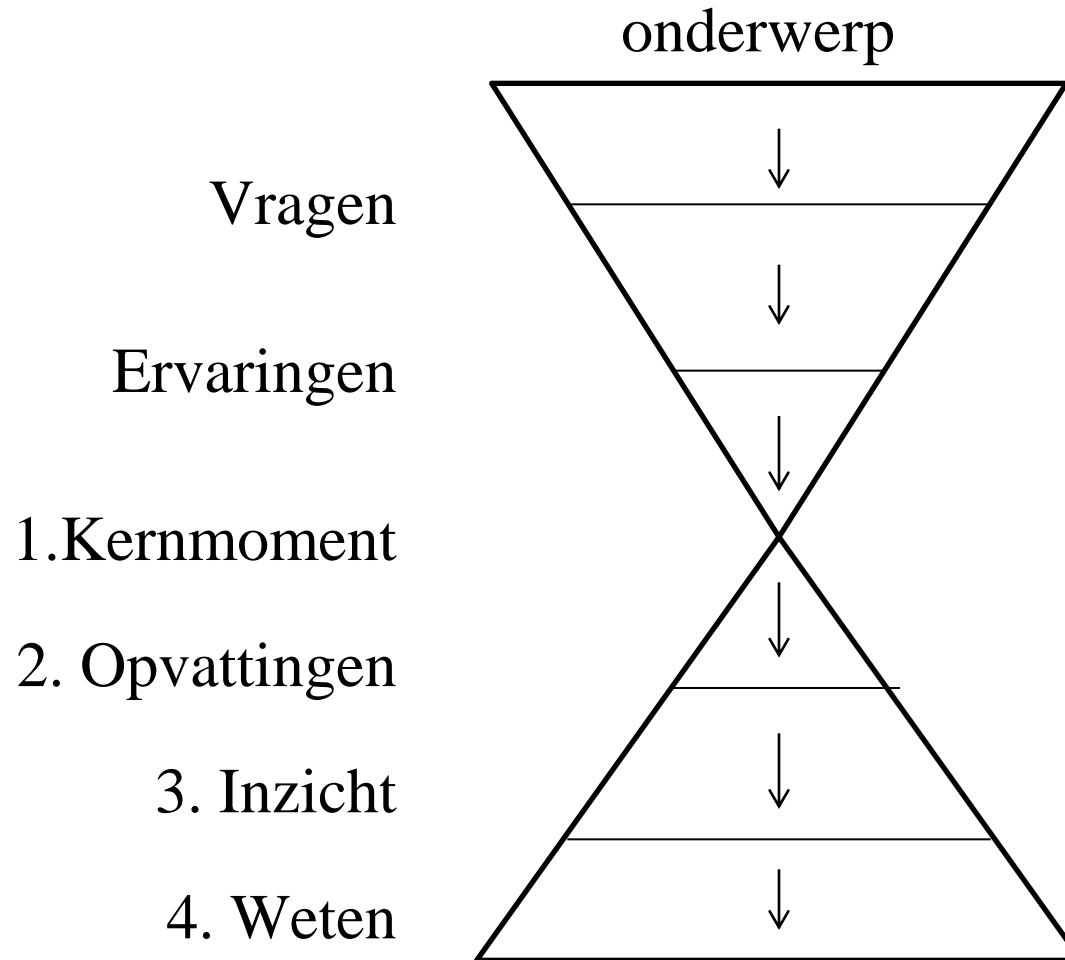 onderwerp
Vragen
Ervaringen
1.Kernmoment
2. Opvattingen
3. Inzicht
4. Weten